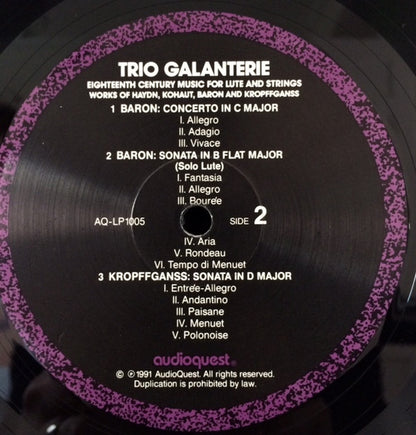 TRIO GALANTERIE
EIGHTEENTH CENTURY MUSIC FOR LUTE AND STRINGS
WORKS OF HAYDN, KOHAUT, BARON AND KROPFFGANSS
1 BARON: CONCERTO IN C MAJOR
I. Allegro
II. Adagio
III. Vivace
2 BARON: SONATA IN B FLAT MAJOR
(Solo Lute)
I. Fantasia
II. Allegro
III. Boureé
AQ-LP1005
SIDE 2
IV. Aria
V. Rondeau
VI. Tempo di Menuet
3 KROPFFGANSS: SONATA IN D MAJOR
I. Entreé-Allegro
II. Andantino
III. Paisane
IV. Menuet
V. Polonoise
audioquest®
© ℗ 1991 AudioQuest. All rights reserved.
Duplication is prohibited by law.